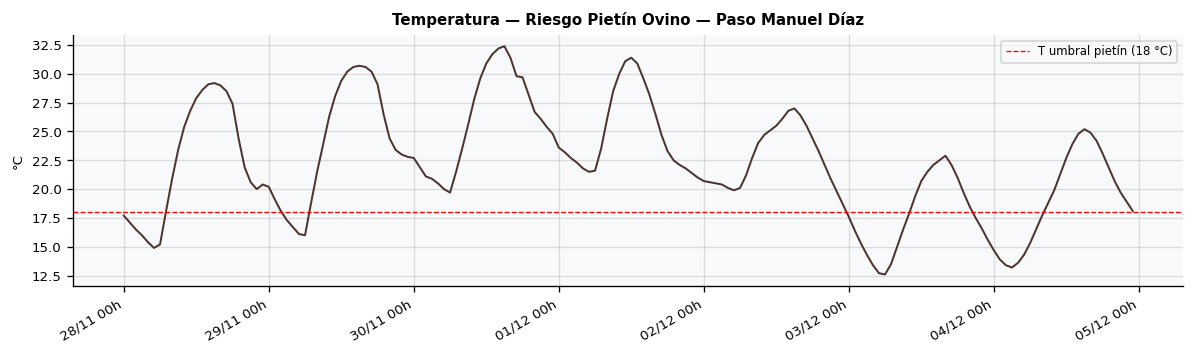 Temperatura — Riesgo Pietín Ovino — Paso Manuel Díaz
T umbral pietín (18 °C)
°C
32.5
30.0
27.5
25.0
22.5
20.0
17.5
15.0
12.5
28/11 00h
29/11 00h
30/11 00h
01/12 00h
02/12 00h
03/12 00h
04/12 00h
05/12 00h